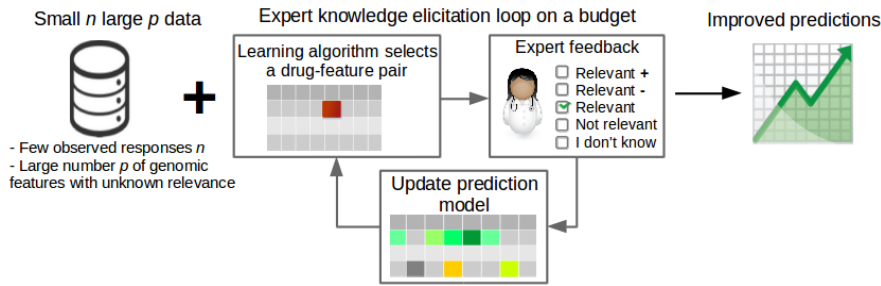 Small n large p data
Expert knowledge elicitation loop on a budget
Improved predictions
+
Learning algorithm selects
a drug-feature pair
Expert feedback
Relevant +
Relevant -
Relevant
Not relevant
I don't know
- Few observed responses n
- Large number p of genomic
features with unknown relevance
Update prediction
model